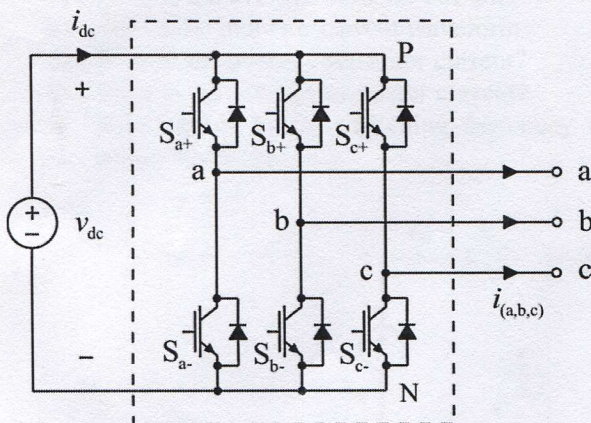 i_dc
P
+
S_a+ S_b+ S_c+
a a
+
−
v_dc
b b
c c
i_(a,b,c)
−
S_a- S_b- S_c-
N